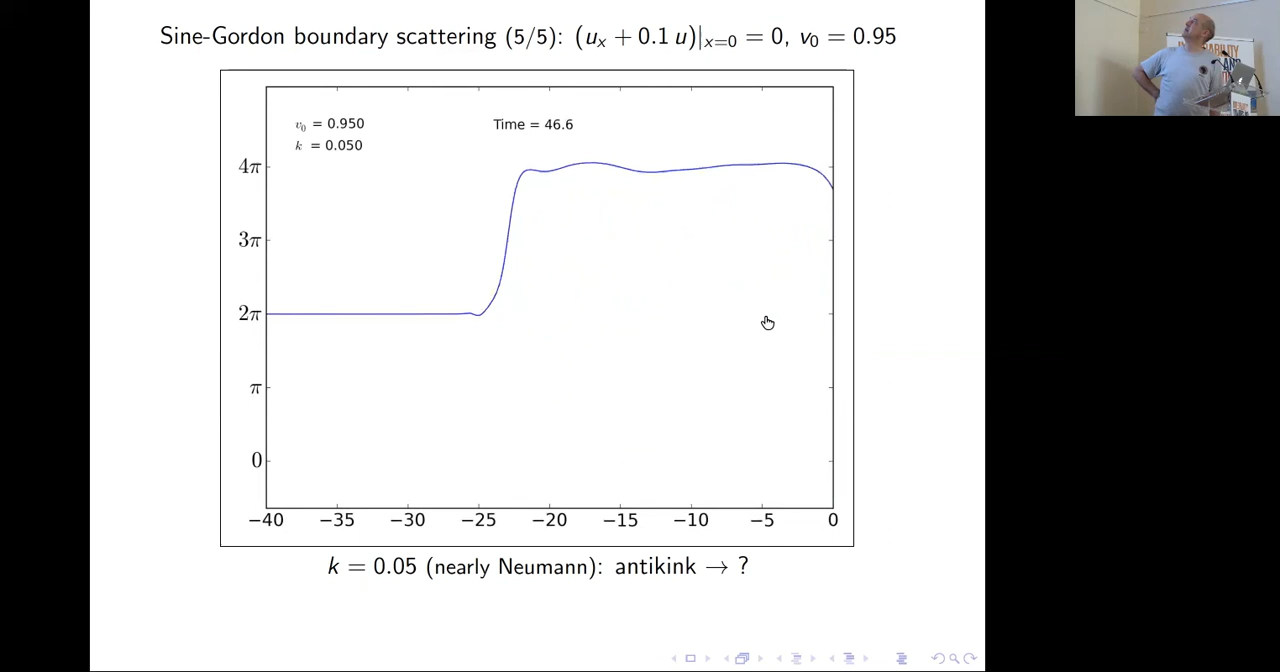 Sine-Gordon boundary scattering (5/5): (uₓ + 0.1 u)|ₓ₌₀ = 0, v₀ = 0.95
v₀ = 0.950
k = 0.050
Time = 46.6
4π
3π
2π
π
0
−40 −35 −30 −25 −20 −15 −10 −5 0
k = 0.05 (nearly Neumann): antikink → ?